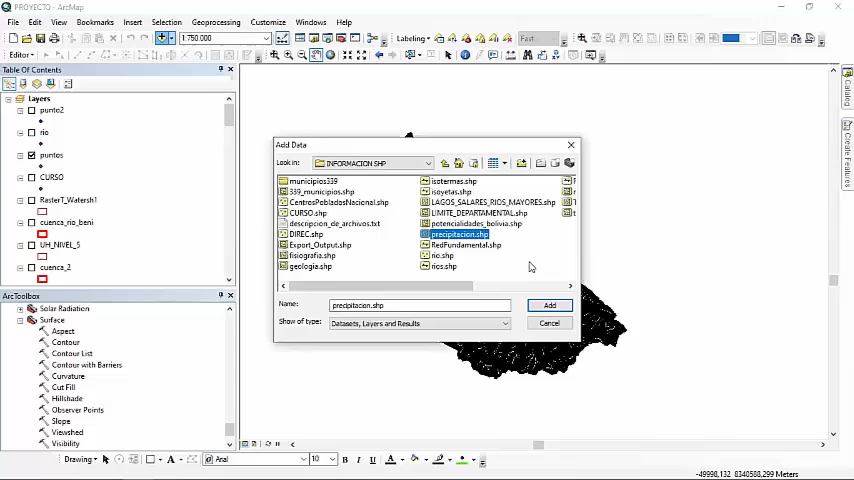 PROYECTO - ArcMap
File Edit View Bookmarks Insert Selection Geoprocessing Customize Windows Help
1:750.000
Labeling
Fast
Editor
Table Of Contents
Layers
punto2
rio
puntos
CURSO
RasterT_Watersh1
cuenca_rio_beni
UH_NIVEL_5
cuenca_2
ArcToolbox
Solar Radiation
Surface
Aspect
Contour
Contour List
Contour with Barriers
Curvature
Cut Fill
Hillshade
Observer Points
Slope
Viewshed
Visibility
Add Data
Look in: INFORMACION SHP
municipios339
339_municipios.shp
CentrosPobladosNacional.shp
CURSO.shp
descripcion_de_archivos.txt
DIREC.shp
Export_Output.shp
fisiografia.shp
geologia.shp
isotermas.shp
isoyetas.shp
LAGOS_SALARES_RIOS_MAYORES.shp
LIMITE_DEPARTAMENTAL.shp
potencialidades_bolivia.shp
precipitacion.shp
RedFundamental.shp
rio.shp
rios.shp
Name: precipitacion.shp
Add
Show of type: Datasets, Layers and Results
Cancel
Catalog
Create Features
Drawing
A
Arial
10
B I U A
-49998,132 8340588,299 Meters